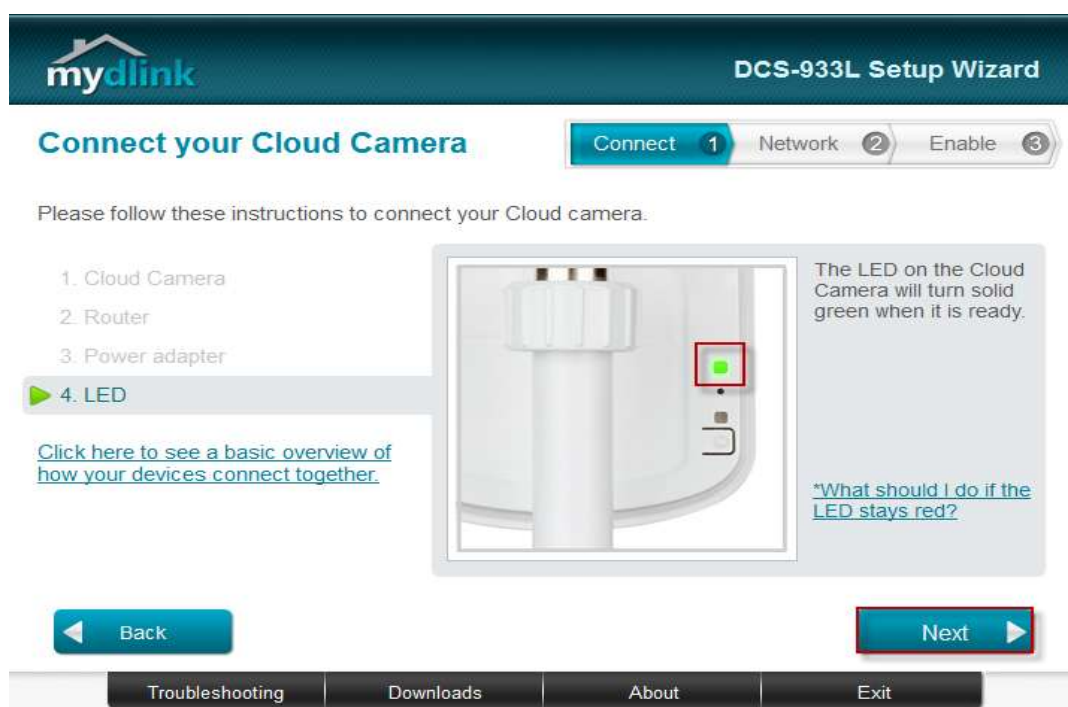 mydlink
DCS-933L Setup Wizard
Connect your Cloud Camera
Connect 1 Network 2 Enable 3
Please follow these instructions to connect your Cloud camera.
1. Cloud Camera
2. Router
3. Power adapter
4. LED
Click here to see a basic overview of
how your devices connect together.
The LED on the Cloud
Camera will turn solid
green when it is ready.
*What should I do if the
LED stays red?
Back
Next
Troubleshooting Downloads About Exit